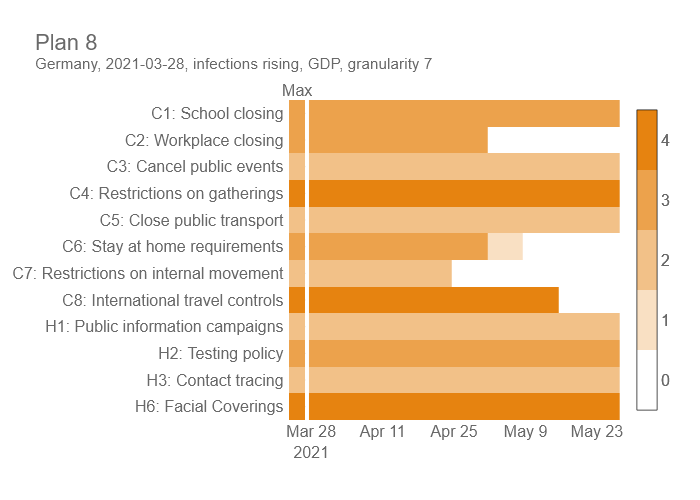 Plan 8
Germany, 2021-03-28, infections rising, GDP, granularity 7
Max
C1: School closing
C2: Workplace closing
C3: Cancel public events
C4: Restrictions on gatherings
C5: Close public transport
C6: Stay at home requirements
C7: Restrictions on internal movement
C8: International travel controls
H1: Public information campaigns
H2: Testing policy
H3: Contact tracing
H6: Facial Coverings
Mar 28
2021
Apr 11
Apr 25
May 9
May 23
4
3
2
1
0